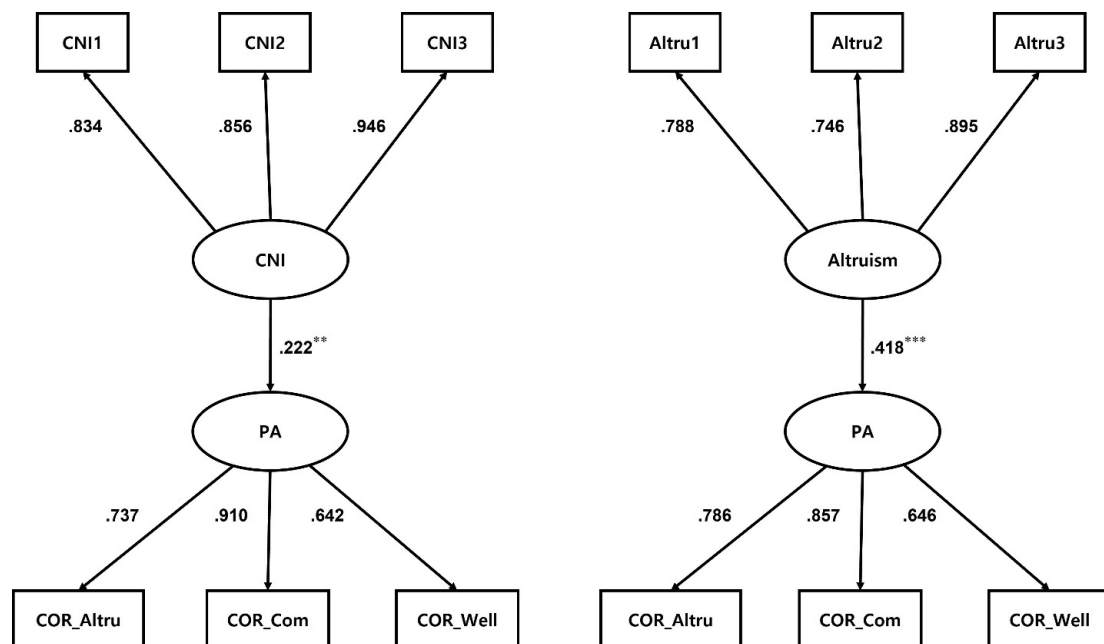 CNI1 CNI2 CNI3 Altru1 Altru2 Altru3
.834 .856 .946 .788 .746 .895
CNI Altruism
.222** .418***
PA PA
.737 .910 .642 .786 .857 .646
COR_Altru COR_Com COR_Well COR_Altru COR_Com COR_Well